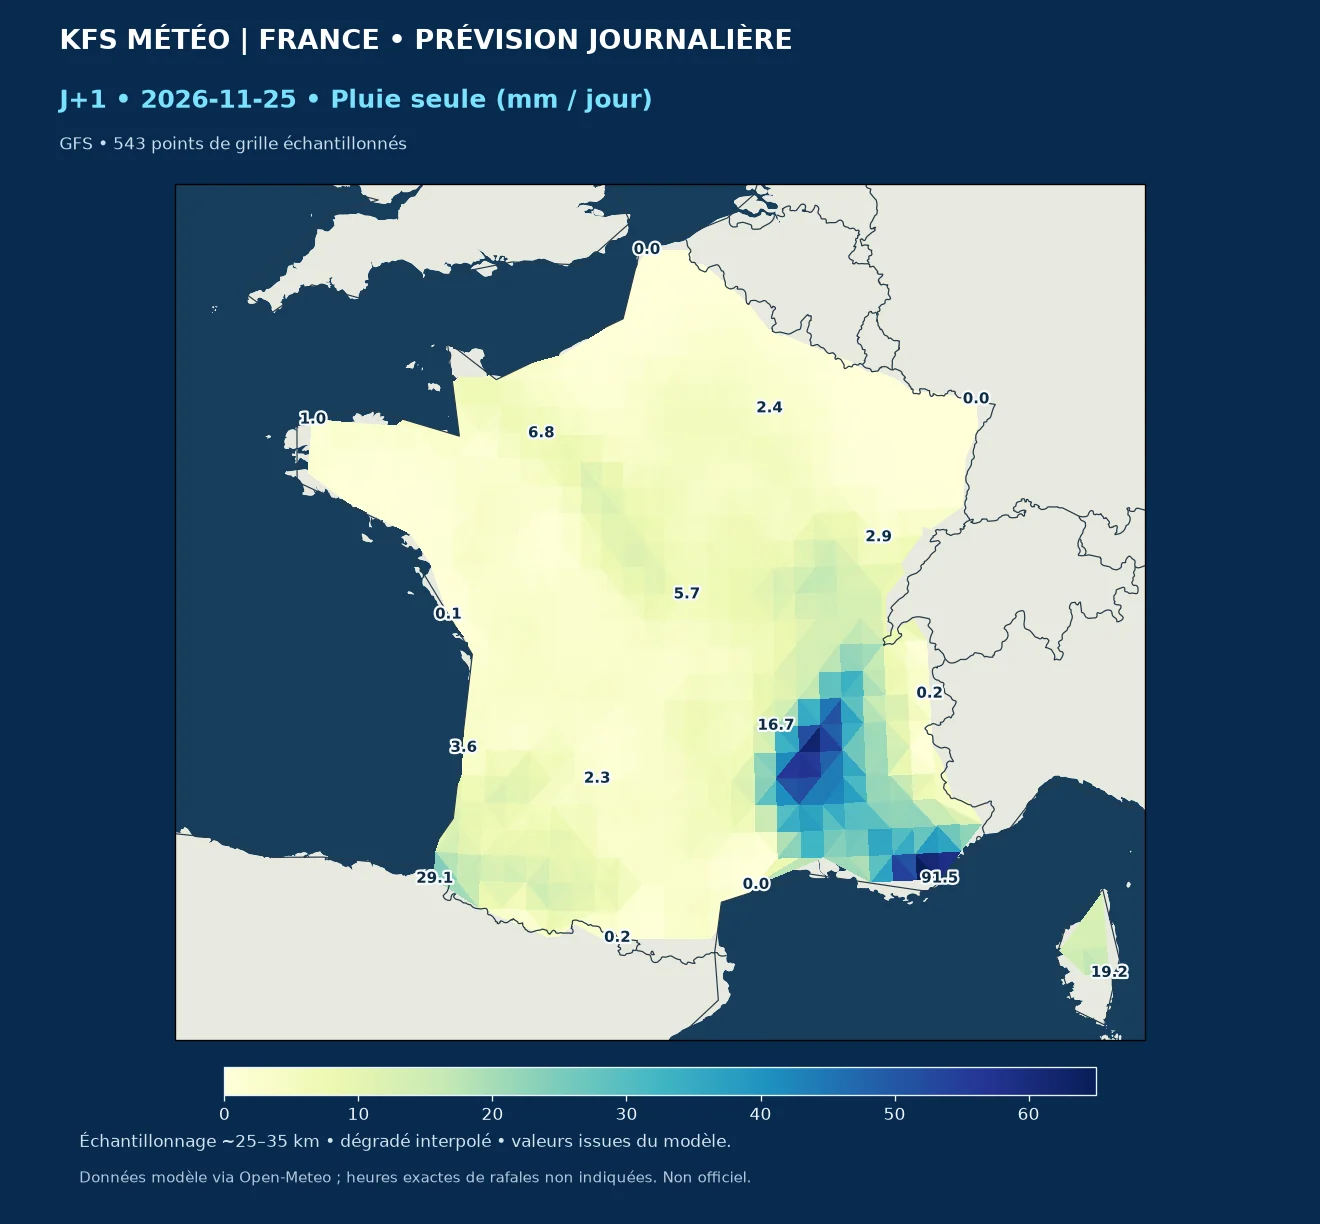 KFS MÉTÉO | FRANCE • PRÉVISION JOURNALIÈRE
J+1 • 2026-11-25 • Pluie seule (mm / jour)
GFS • 543 points de grille échantillonnés
0.0
0.0
2.4
1.0
6.8
2.9
5.7
0.1
0.2
16.7
3.6
2.3
29.1
0.0
91.5
0.2
19.2
0 10 20 30 40 50 60
Échantillonnage ~25–35 km • dégradé interpolé • valeurs issues du modèle.
Données modèle via Open-Meteo ; heures exactes de rafales non indiquées. Non officiel.